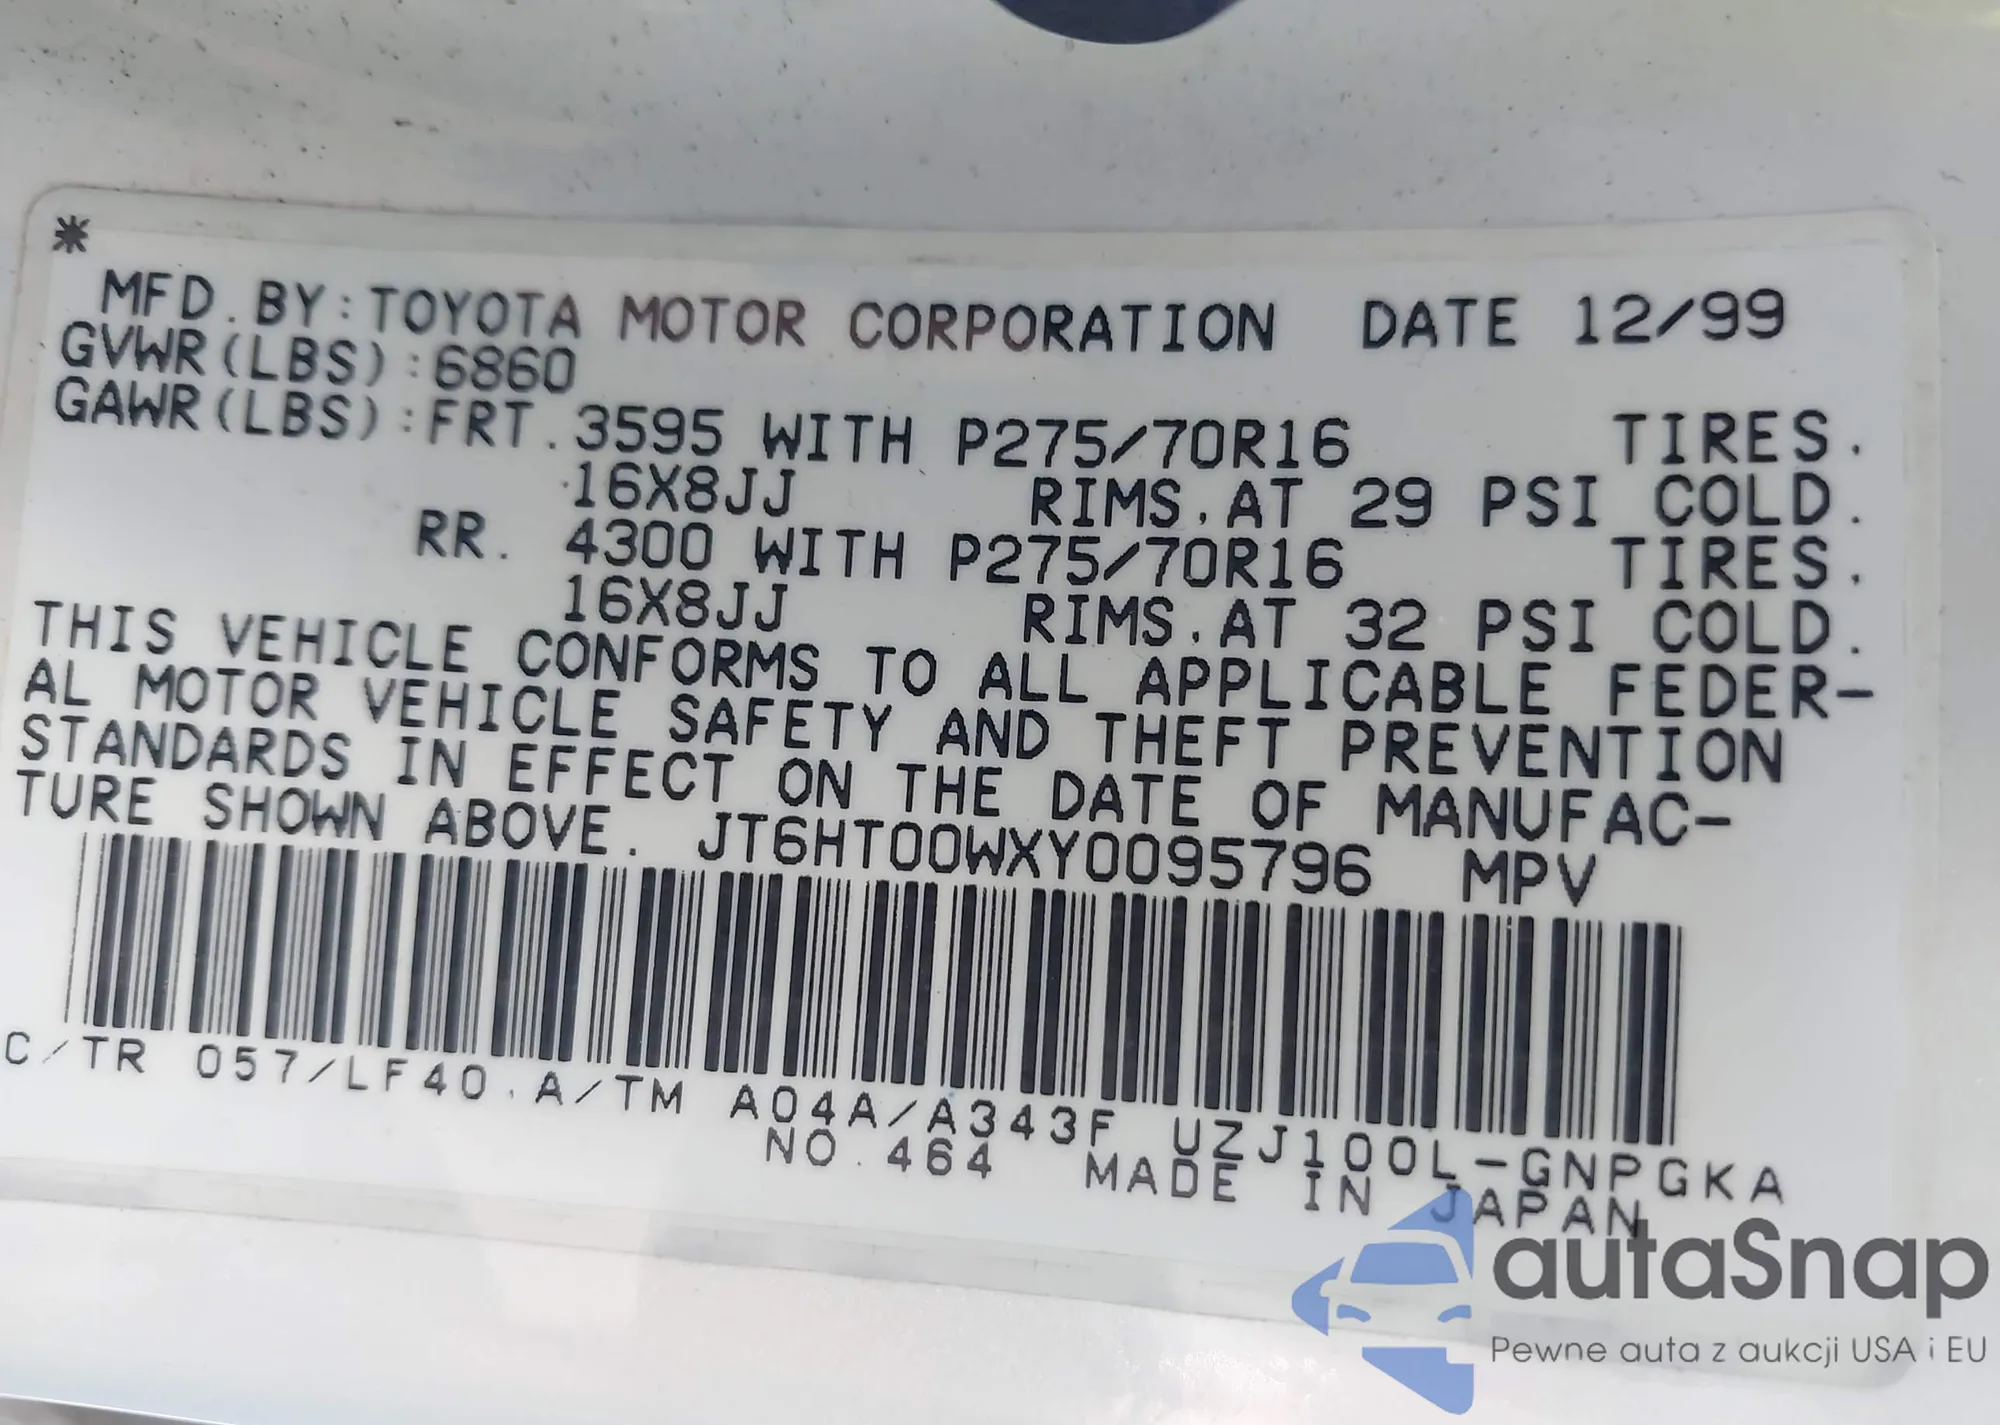 *
MFD.BY:TOYOTA MOTOR CORPORATION DATE 12/99
GVWR(LBS):6860
GAWR(LBS):FRT.3595 WITH P275/70R16 TIRES.
16X8JJ RIMS.AT 29 PSI COLD.
RR. 4300 WITH P275/70R16 TIRES.
16X8JJ RIMS.AT 32 PSI COLD.
THIS VEHICLE CONFORMS TO ALL APPLICABLE FEDER-
AL MOTOR VEHICLE SAFETY AND THEFT PREVENTION
STANDARDS IN EFFECT ON THE DATE OF MANUFAC-
TURE SHOWN ABOVE. JT6HT00WXY0095796 MPV
C/TR 057/LF40.A/TM A04A/A343F UZJ100L-GNPGKA
NO.464 MADE IN JAPAN
autaSnap
Pewne auta z aukcji USA i EU